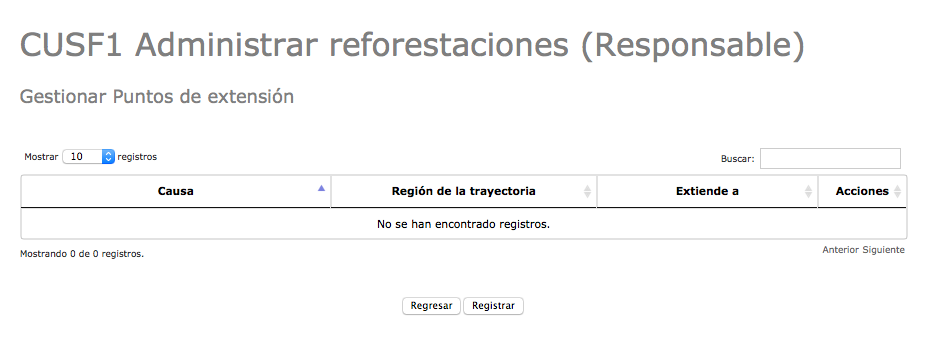 CUSF1 Administrar reforestaciones (Responsable)
Gestionar Puntos de extensión
Mostrar 10 registros Buscar:
Causa Región de la trayectoria Extiende a Acciones
No se han encontrado registros.
Mostrando 0 de 0 registros. Anterior Siguiente
Regresar Registrar